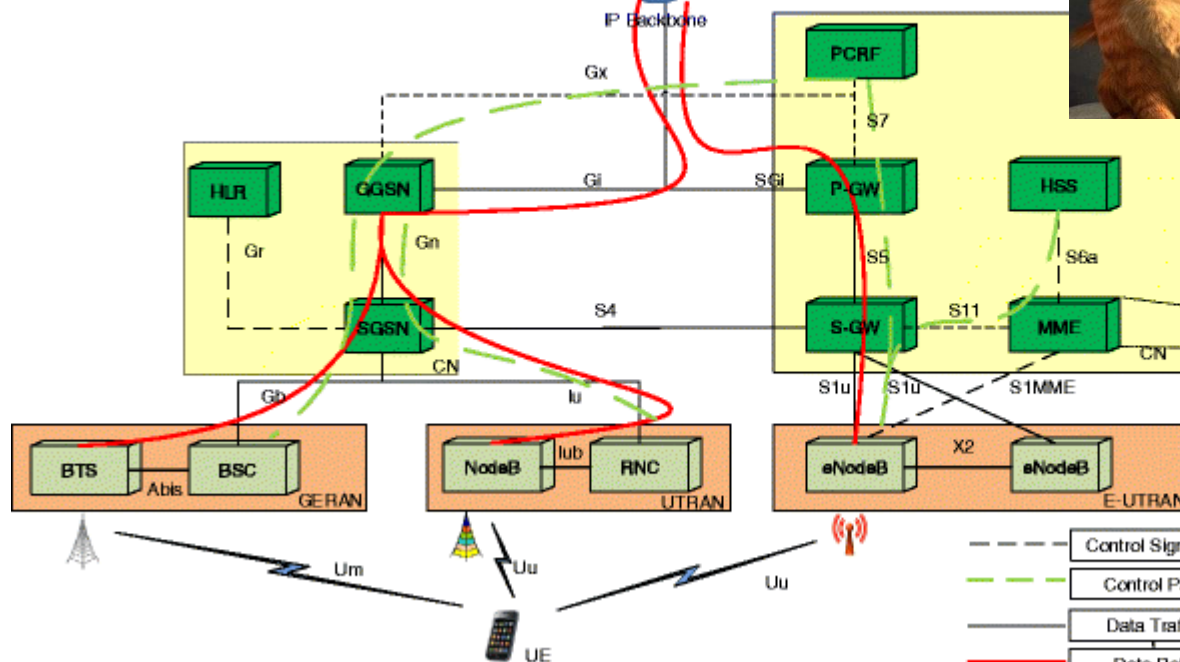 IP Backbone
PCRF
Gx
S7
HLR
GGSN
Gi
SGi
P-GW
HSS
Gr
Gn
S5
S6a
SGSN
S4
S-GW
S11
MME
CN
CN
Gb
Iu
S1u
S1u
S1MME
BTS
Abis
BSC
GERAN
NodeB
Iub
RNC
UTRAN
eNodeB
X2
eNodeB
E-UTRAN
Um
Uu
Uu
UE
Control Sign
Control P
Data Traf